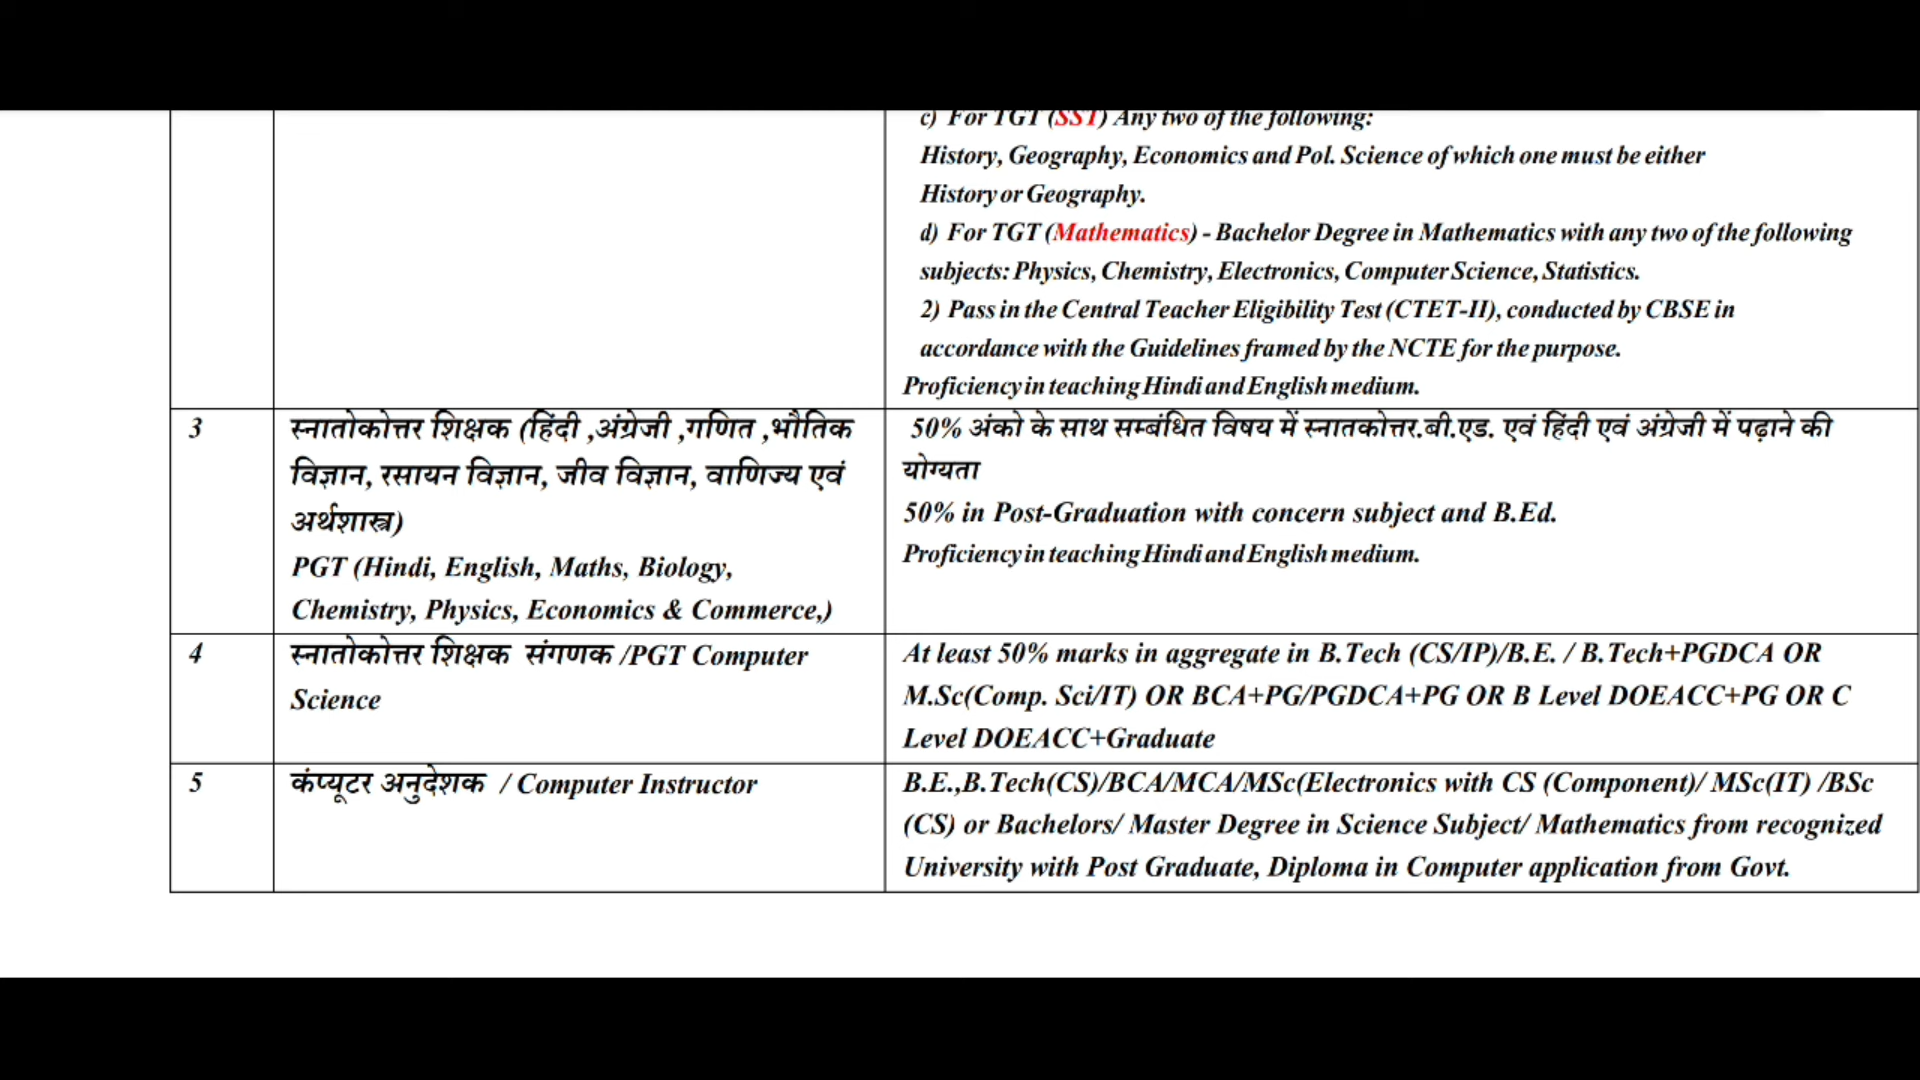 c) For TGT (SST) Any two of the following:
History, Geography, Economics and Pol. Science of which one must be either
History or Geography.
d) For TGT (Mathematics) - Bachelor Degree in Mathematics with any two of the following
subjects: Physics, Chemistry, Electronics, Computer Science, Statistics.
2) Pass in the Central Teacher Eligibility Test (CTET-II), conducted by CBSE in
accordance with the Guidelines framed by the NCTE for the purpose.
Proficiency in teaching Hindi and English medium.
3
स्नातोकोत्तर शिक्षक (हिंदी ,अंग्रेजी ,गणित ,भौतिक
विज्ञान, रसायन विज्ञान, जीव विज्ञान, वाणिज्य एवं
अर्थशास्त्र)
PGT (Hindi, English, Maths, Biology,
Chemistry, Physics, Economics & Commerce,)
50% अंको के साथ सम्बंधित विषय में स्नातकोत्तर.बी.एड. एवं हिंदी एवं अंग्रेजी में पढ़ाने की
योग्यता
50% in Post-Graduation with concern subject and B.Ed.
Proficiency in teaching Hindi and English medium.
4
स्नातोकोत्तर शिक्षक संगणक /PGT Computer
Science
At least 50% marks in aggregate in B.Tech (CS/IP)/B.E. / B.Tech+PGDCA OR
M.Sc(Comp. Sci/IT) OR BCA+PG/PGDCA+PG OR B Level DOEACC+PG OR C
Level DOEACC+Graduate
5
कंप्यूटर अनुदेशक / Computer Instructor
B.E.,B.Tech(CS)/BCA/MCA/MSc(Electronics with CS (Component)/ MSc(IT) /BSc
(CS) or Bachelors/ Master Degree in Science Subject/ Mathematics from recognized
University with Post Graduate, Diploma in Computer application from Govt.